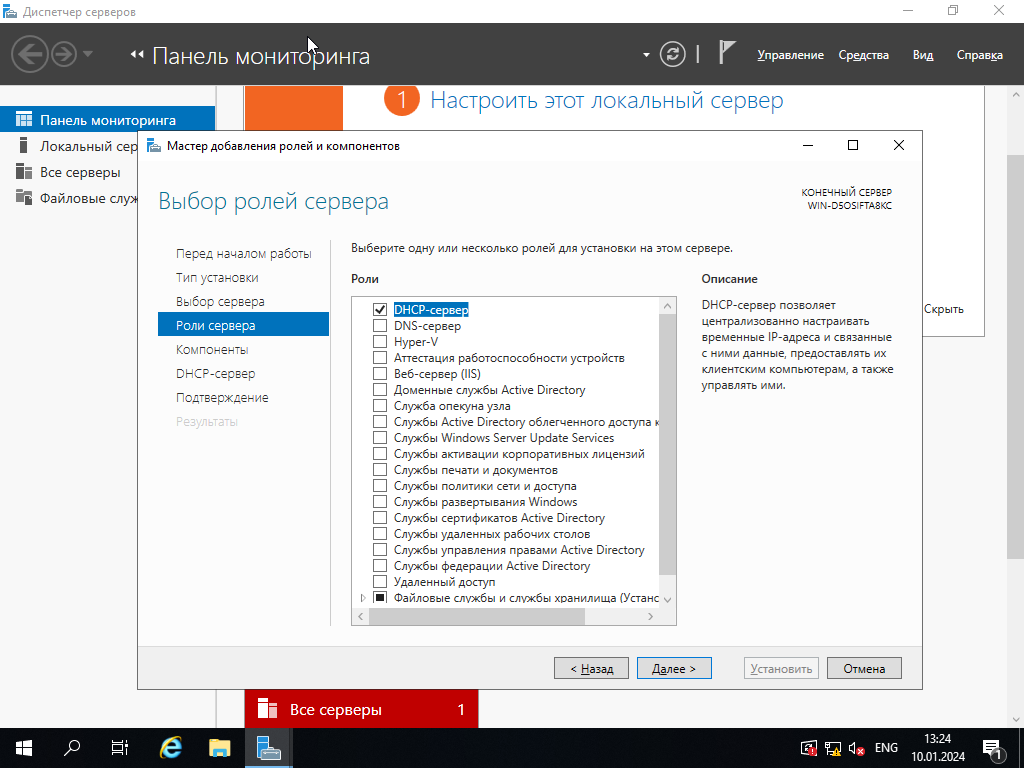 Диспетчер серверов
Панель мониторинга
Управление
Средства
Вид
Справка
Панель мониторинга
Локальный сер
Все серверы
Файловые служ
1
Настроить этот локальный сервер
Скрыть
Мастер добавления ролей и компонентов
Выбор ролей сервера
КОНЕЧНЫЙ СЕРВЕР
WIN-D5OSIFTA8KC
Перед началом работы
Тип установки
Выбор сервера
Роли сервера
Компоненты
DHCP-сервер
Подтверждение
Результаты
Выберите одну или несколько ролей для установки на этом сервере.
Роли
DHCP-сервер
DNS-сервер
Hyper-V
Аттестация работоспособности устройств
Веб-сервер (IIS)
Доменные службы Active Directory
Служба опекуна узла
Службы Active Directory облегченного доступа к
Службы Windows Server Update Services
Службы активации корпоративных лицензий
Службы печати и документов
Службы политики сети и доступа
Службы развертывания Windows
Службы сертификатов Active Directory
Службы удаленных рабочих столов
Службы управления правами Active Directory
Службы федерации Active Directory
Удаленный доступ
Файловые службы и службы хранилища (Устанс
Описание
DHCP-сервер позволяет
централизованно настраивать
временные IP-адреса и связанные
с ними данные, предоставлять их
клиентским компьютерам, а также
управлять ими.
< Назад
Далее >
Установить
Отмена
Все серверы
1
ENG
13:24
10.01.2024
1